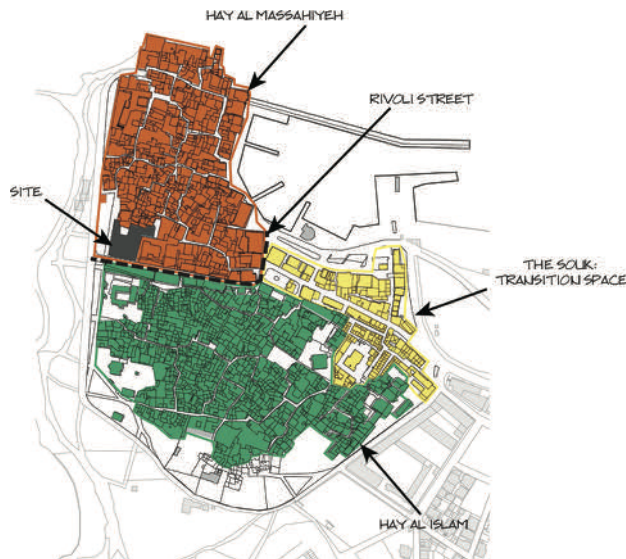 HAY AL MASSAHIYEH
RIVOLI STREET
SITE
THE SOUK:
TRANSITION SPACE
HAY AL ISLAM